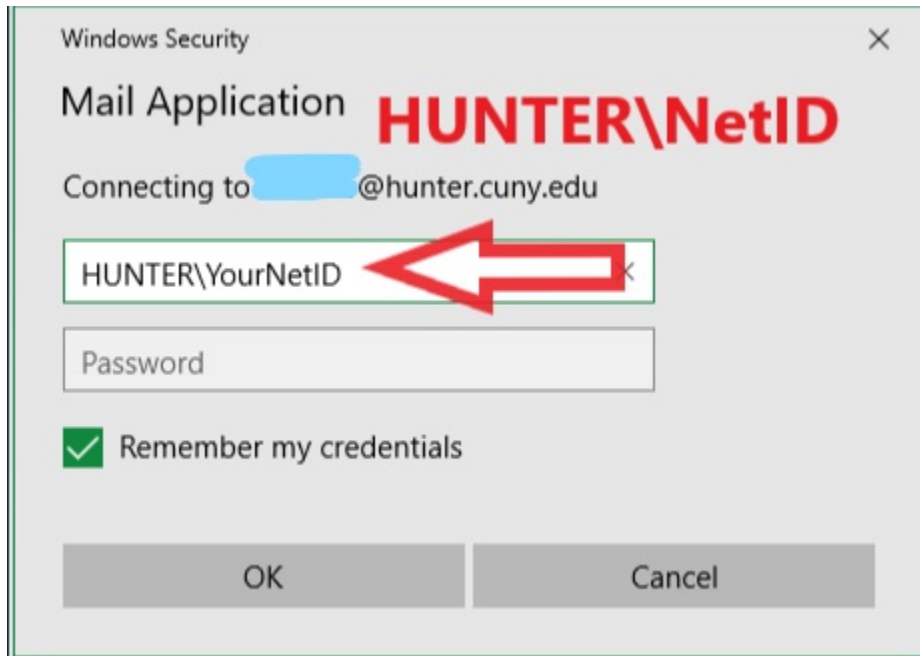 Windows Security
Mail Application
HUNTER\NetID
Connecting to @hunter.cuny.edu
HUNTER\YourNetID
Password
Remember my credentials
OK Cancel